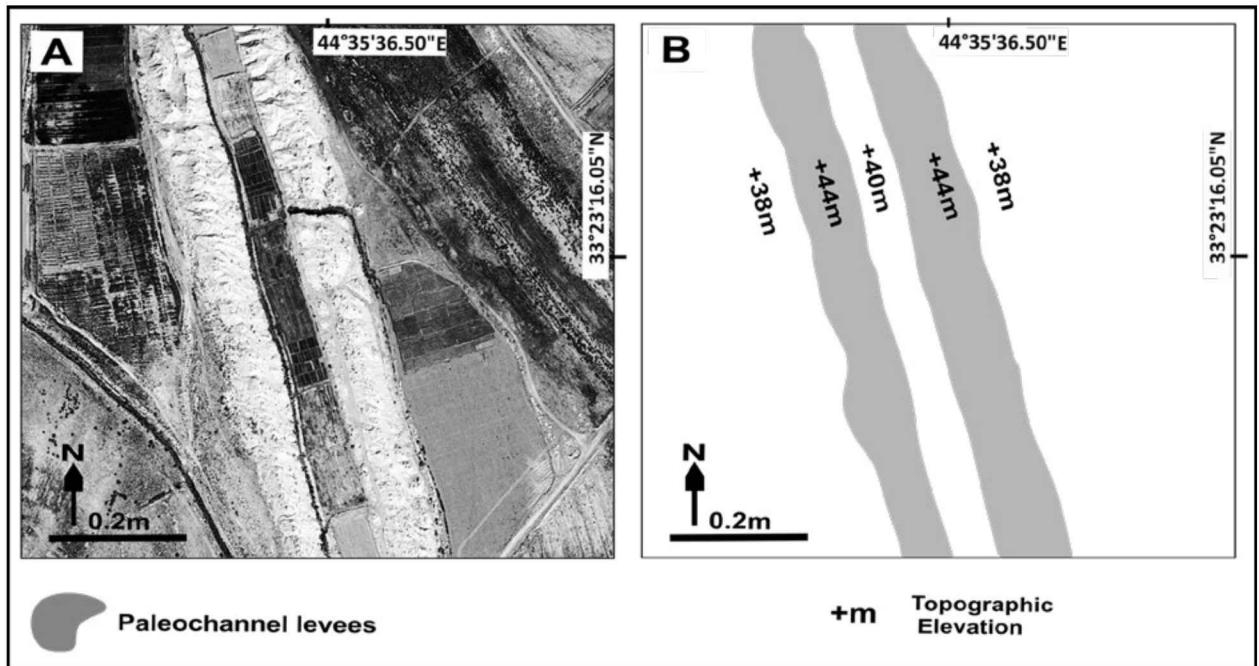 A
44°35'36.50"E
33°23'16.05"N
N
0.2m
B
44°35'36.50"E
33°23'16.05"N
+38m
+44m
+40m
+44m
+38m
N
0.2m
Paleochannel levees
+m
Topographic
Elevation